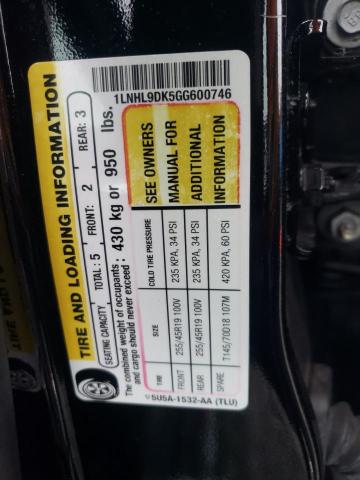 1LNHL9DK5GG600746
TIRE AND LOADING INFORMATION
SEATING CAPACITY TOTAL: 5 FRONT: 2 REAR: 3
The combined weight of occupants and cargo should never exceed: 430 kg or 950 lbs.
TIRE SIZE COLD TIRE PRESSURE
FRONT 255/45R19 100V 235 KPA, 34 PSI
REAR 255/45R19 100V 235 KPA, 34 PSI
SPARE T145/70D18 107M 420 KPA, 60 PSI
SEE OWNERS
MANUAL FOR
ADDITIONAL
INFORMATION
5U5A-1532-AA (TLU)